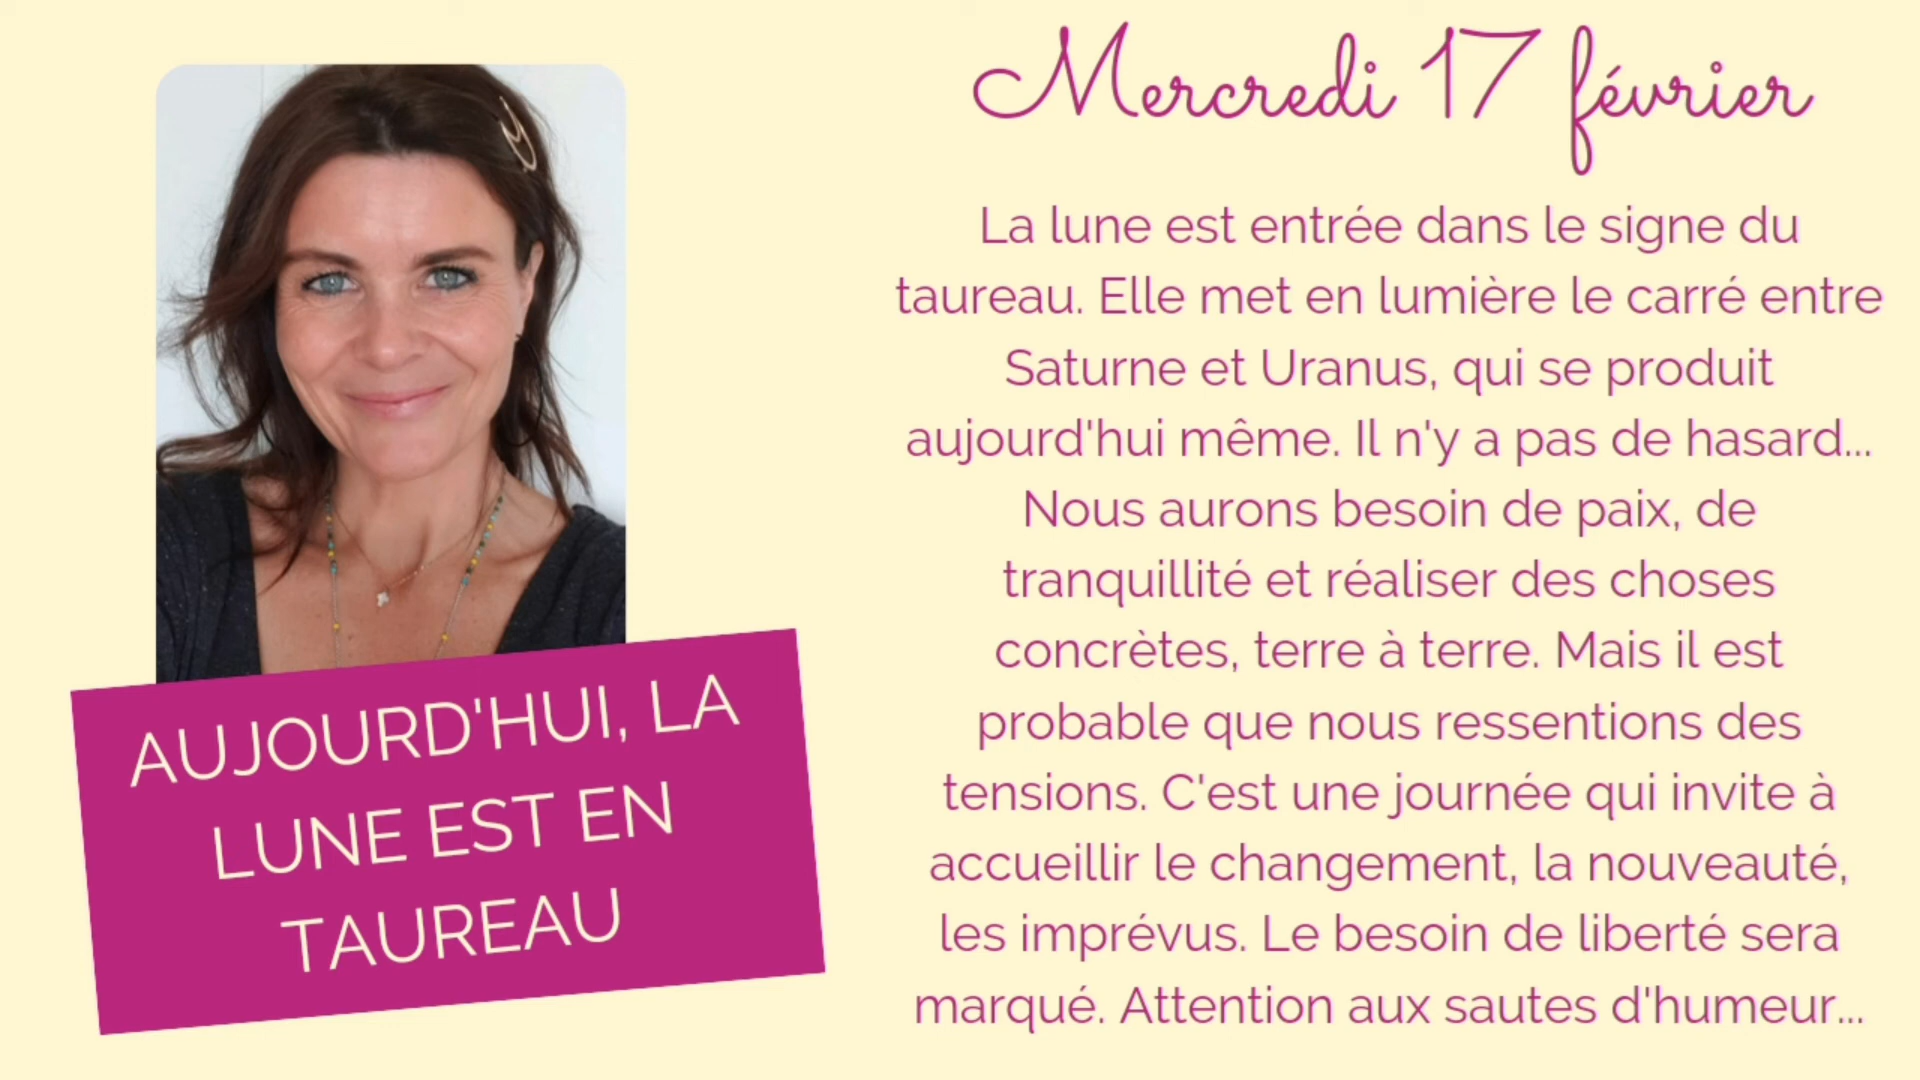 Mercredi 17 février
La lune est entrée dans le signe du
taureau. Elle met en lumière le carré entre
Saturne et Uranus, qui se produit
aujourd'hui même. Il n'y a pas de hasard...
Nous aurons besoin de paix, de
tranquillité et réaliser des choses
concrètes, terre à terre. Mais il est
probable que nous ressentions des
tensions. C'est une journée qui invite à
accueillir le changement, la nouveauté,
les imprévus. Le besoin de liberté sera
marqué. Attention aux sautes d'humeur...
AUJOURD'HUI, LA
LUNE EST EN
TAUREAU